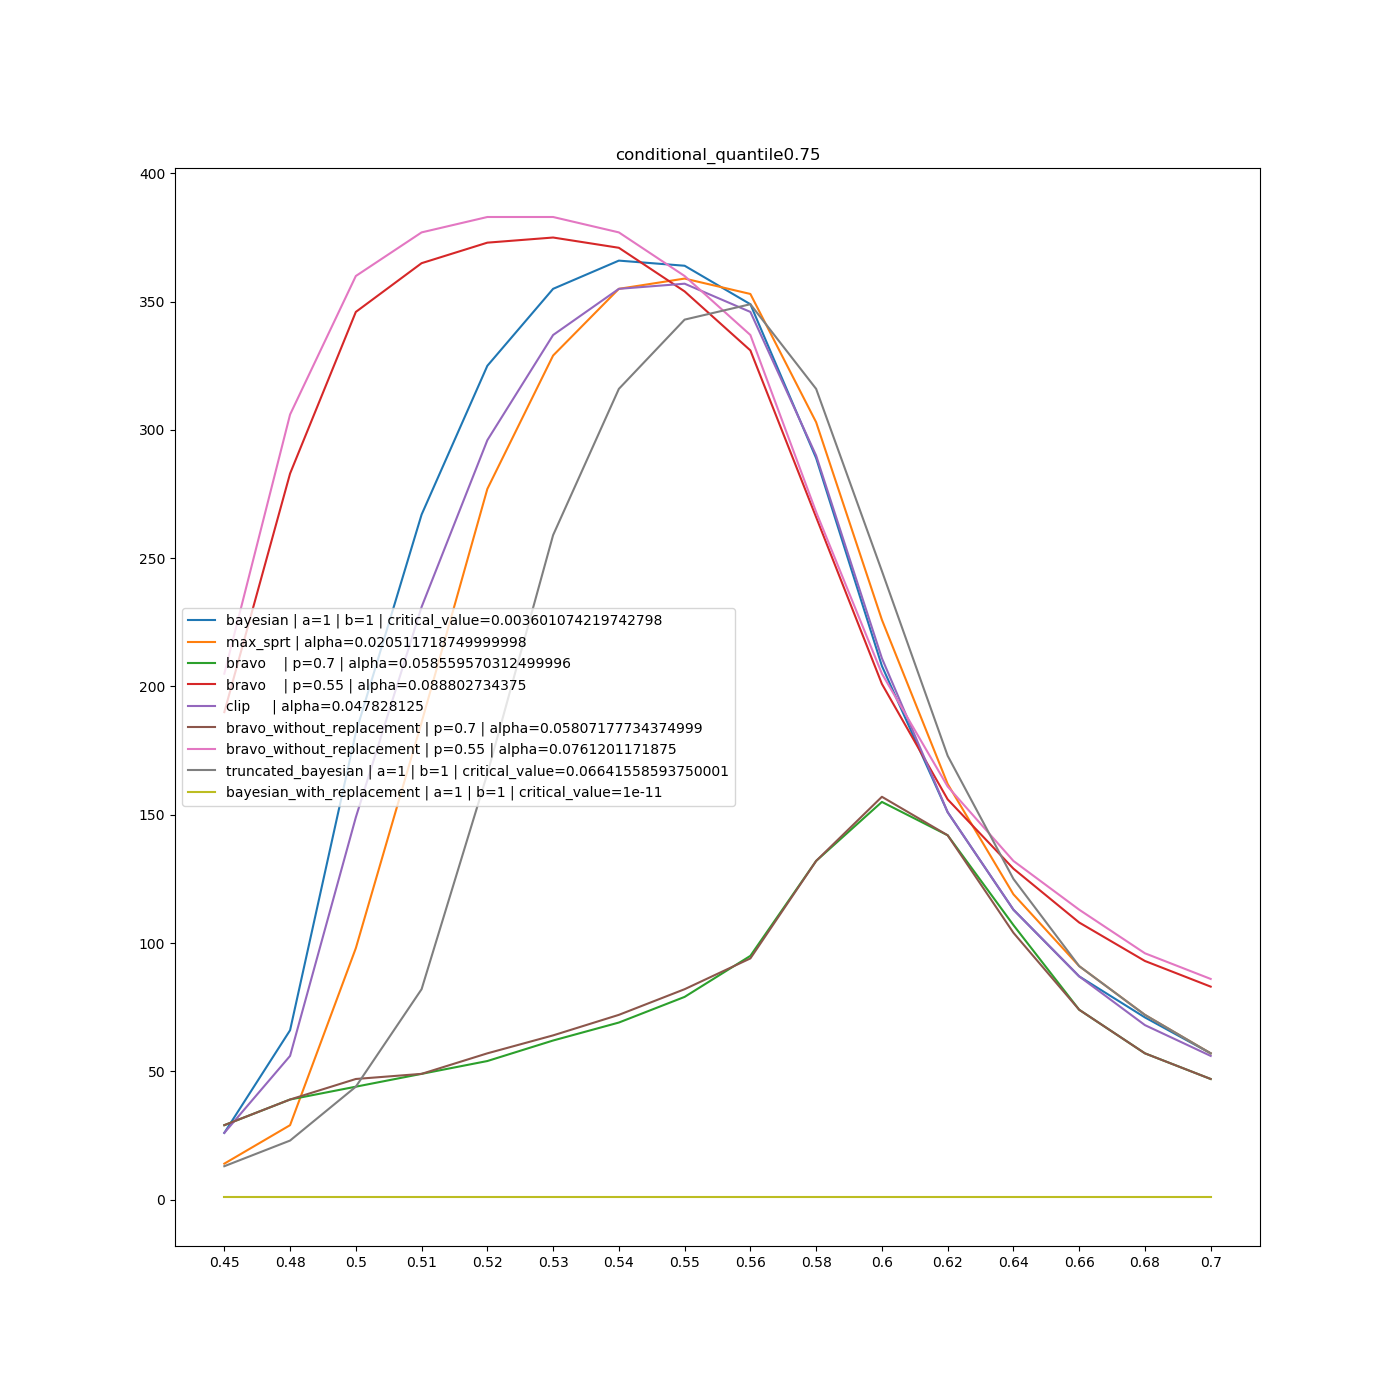 conditional_quantile0.75
400
350
300
250
200
150
100
50
0
bayesian | a=1 | b=1 | critical_value=0.003601074219742798
max_sprt | alpha=0.020511718749999998
bravo    | p=0.7 | alpha=0.058559570312499996
bravo    | p=0.55 | alpha=0.088802734375
clip     | alpha=0.047828125
bravo_without_replacement | p=0.7 | alpha=0.05807177734374999
bravo_without_replacement | p=0.55 | alpha=0.0761201171875
truncated_bayesian | a=1 | b=1 | critical_value=0.06641558593750001
bayesian_with_replacement | a=1 | b=1 | critical_value=1e-11
0.45 0.48 0.5 0.51 0.52 0.53 0.54 0.55 0.56 0.58 0.6 0.62 0.64 0.66 0.68 0.7